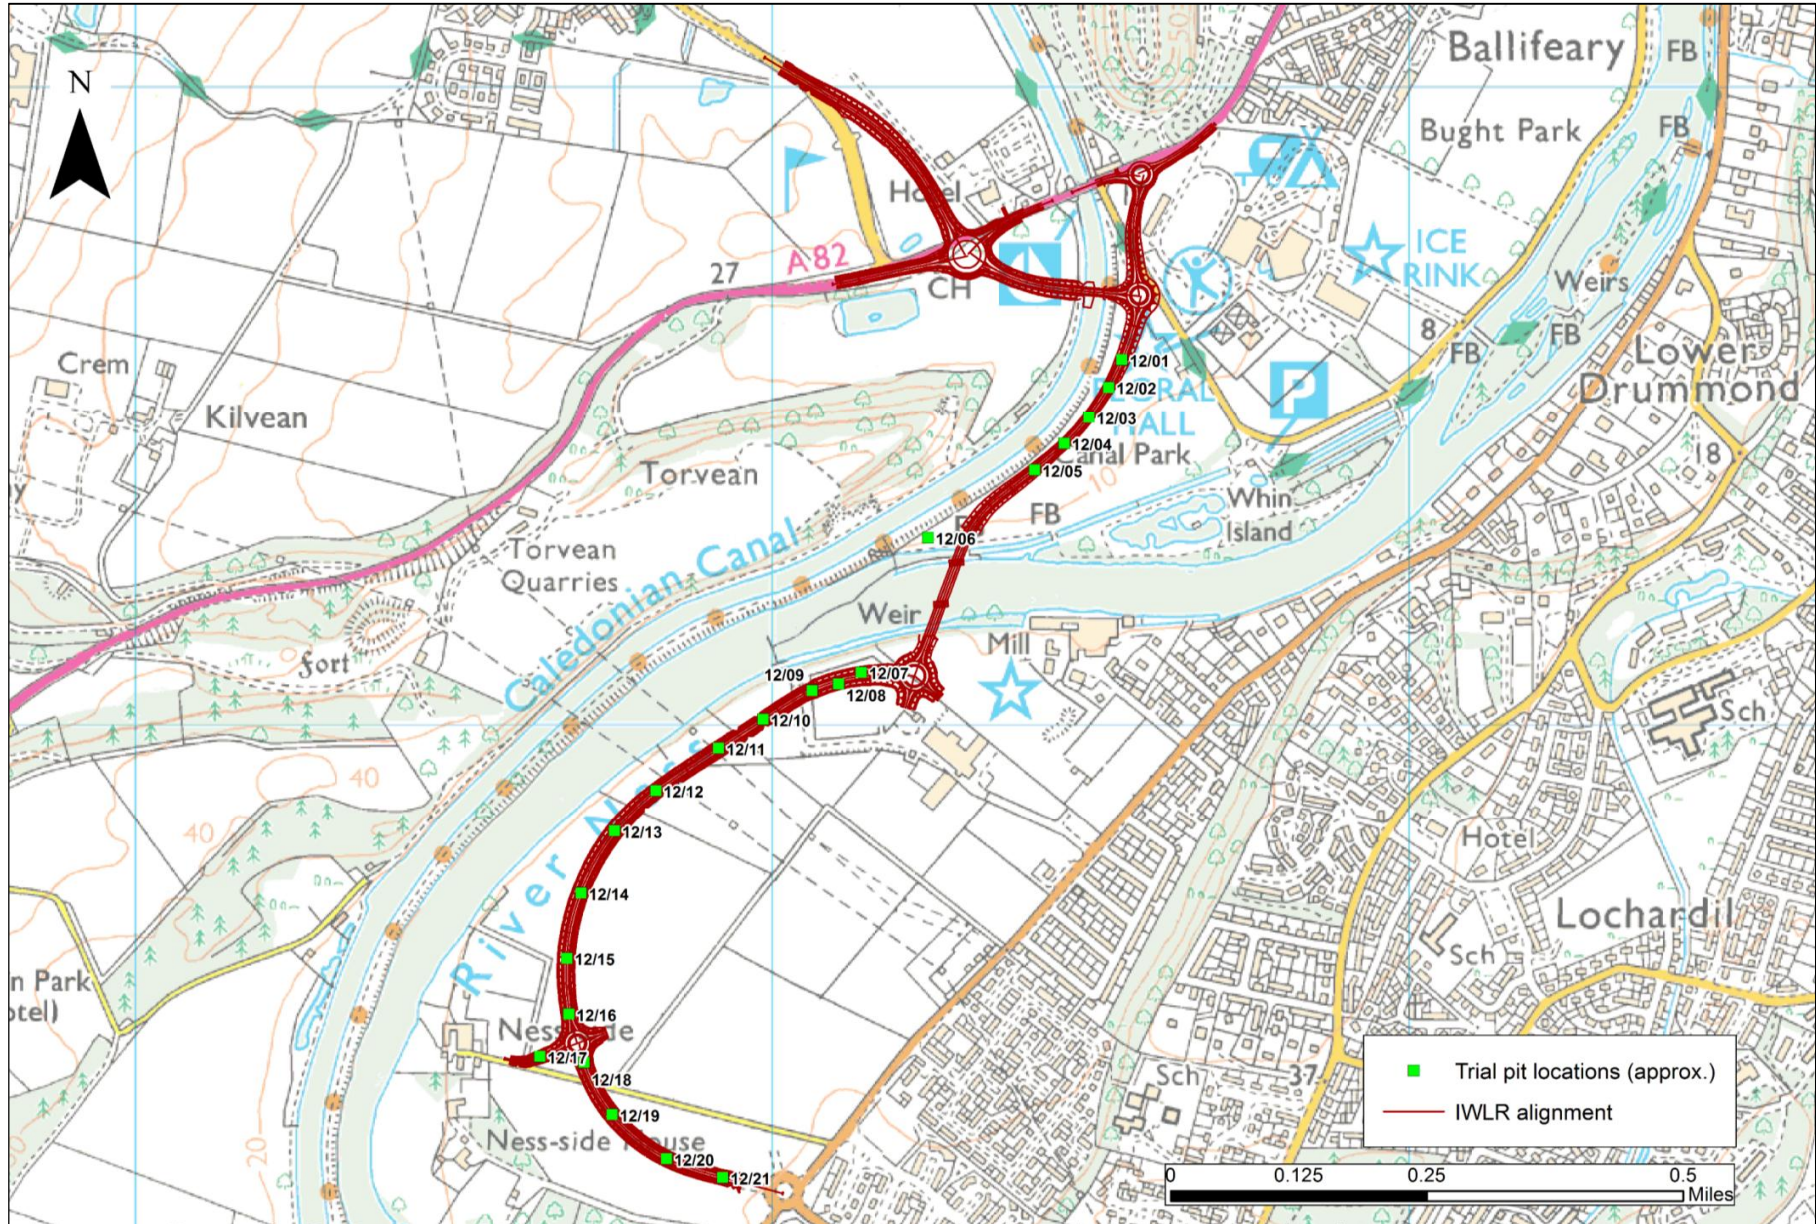 N
Ballifeary
FB
Bught Park
FB
Hotel
A 82
27
CH
ICE
RINK
Weirs
8
FB
FB
Lower
Drummond
Crem
Kilvean
12/01
12/02
12/03
HALL
12/04
Canal Park
12/05
18
Torvean
10
Whin
Island
FB
12/06
Torvean
Quarries
Caledonian Canal
Weir
Mill
fort
12/09
12/07
12/08
12/10
Sch
12/11
40
12/12
40
12/13
Hotel
River Ness
12/14
Lochardil
Sch
12/15
n Park
otel)
12/16
Ness-side
12/17
12/18
Sch
37
Trial pit locations (approx.)
IWLR alignment
12/19
Ness-side House
20
12/20
12/21
0
0.125
0.25
0.5
Miles